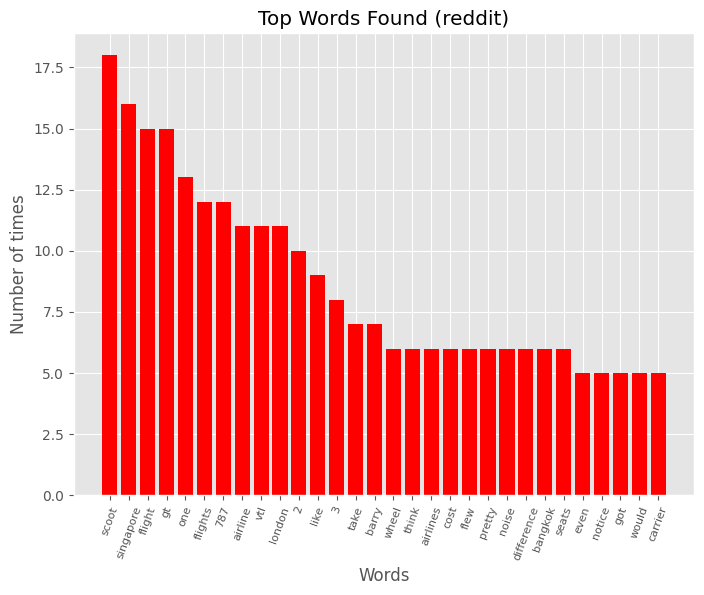 Top Words Found (reddit)
Number of times
17.5
15.0
12.5
10.0
7.5
5.0
2.5
0.0
scoot
singapore
flight
gt
one
flights
787
airline
vtl
london
2
like
3
take
barry
wheel
think
airlines
cost
flew
pretty
noise
difference
bangkok
seats
even
notice
got
would
carrier
Words